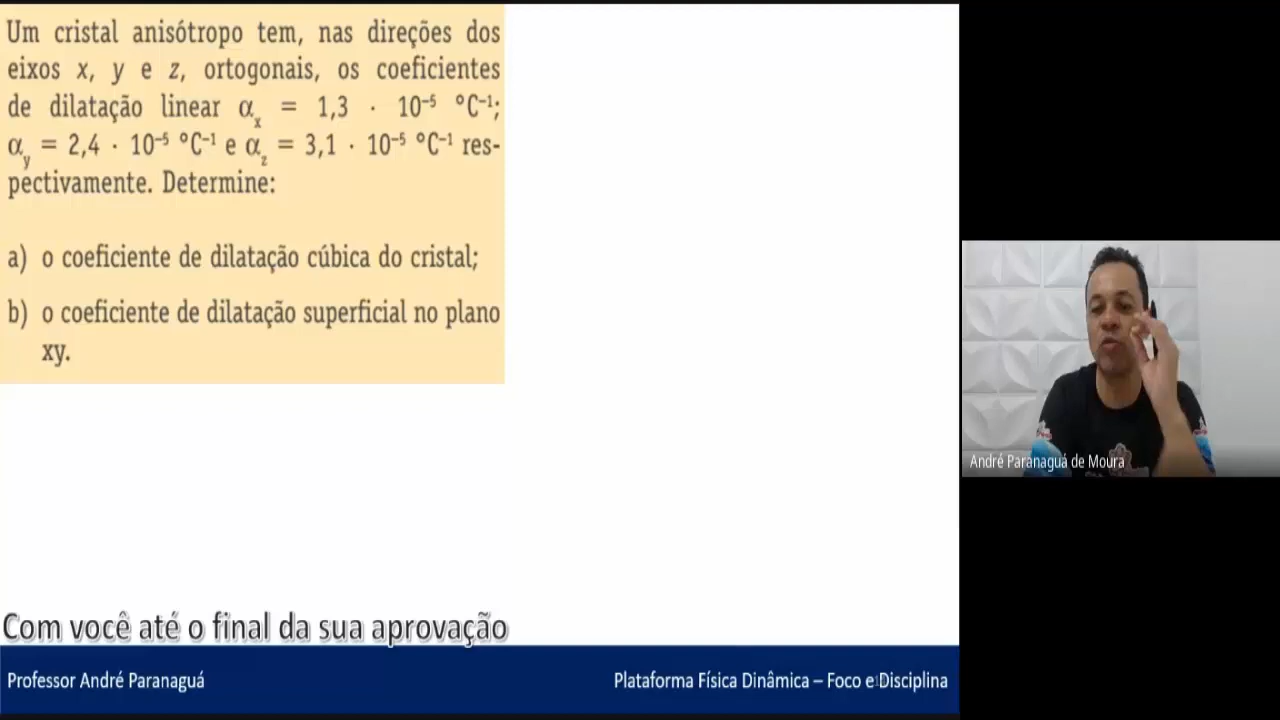 Um cristal anisótropo tem, nas direções dos
eixos x, y e z, ortogonais, os coeficientes
de dilatação linear αx = 1,3 · 10⁻⁵ °C⁻¹;
αy = 2,4 · 10⁻⁵ °C⁻¹ e αz = 3,1 · 10⁻⁵ °C⁻¹ res-
pectivamente. Determine:
a) o coeficiente de dilatação cúbica do cristal;
b) o coeficiente de dilatação superficial no plano
xy.
André Paranaguá de Moura
Com você até o final da sua aprovação
Professor André Paranaguá
Plataforma Física Dinâmica – Foco e Disciplina